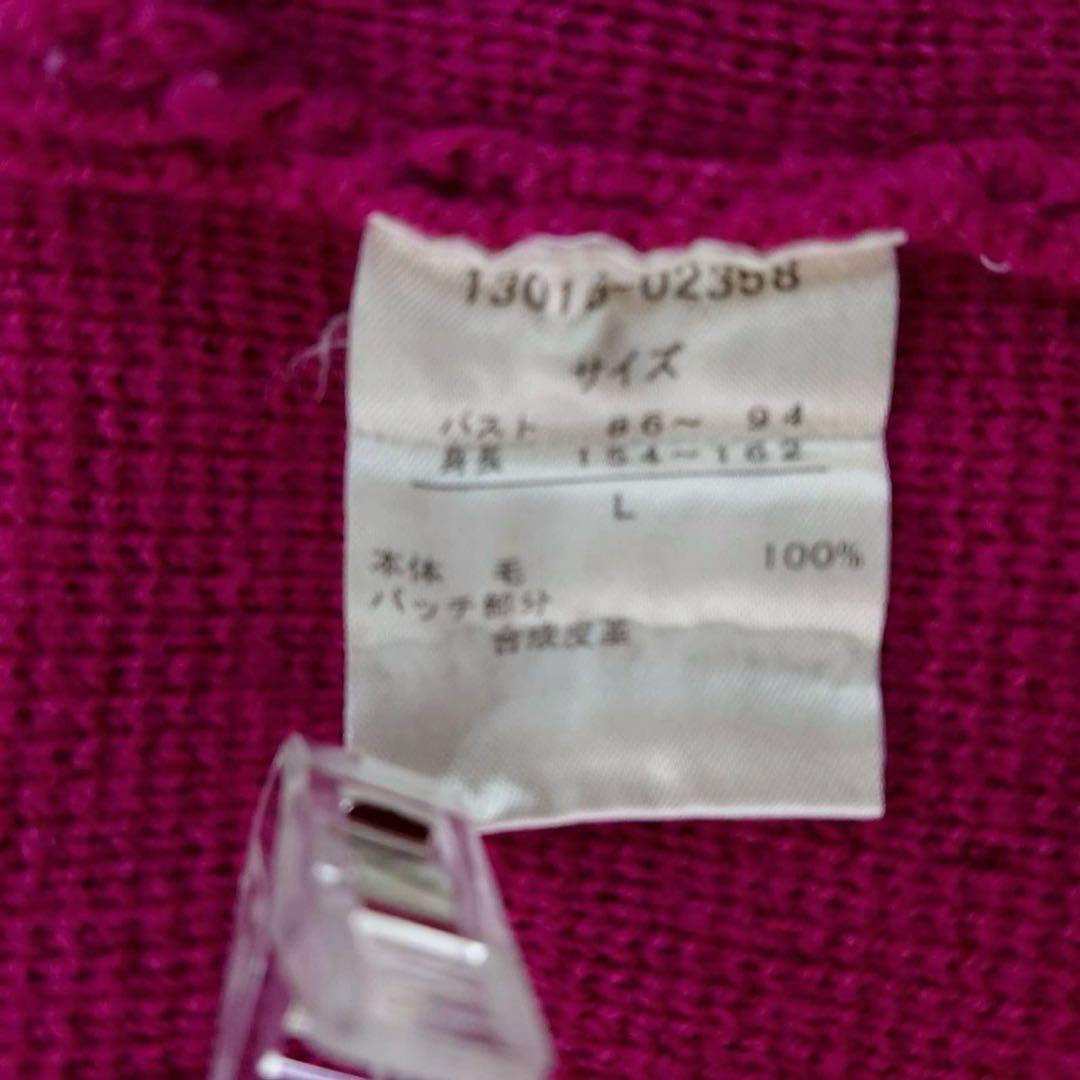 サイズ
バスト 86〜 94
身長 154〜162
L
本体 毛 100%
パッチ部分
合成皮革